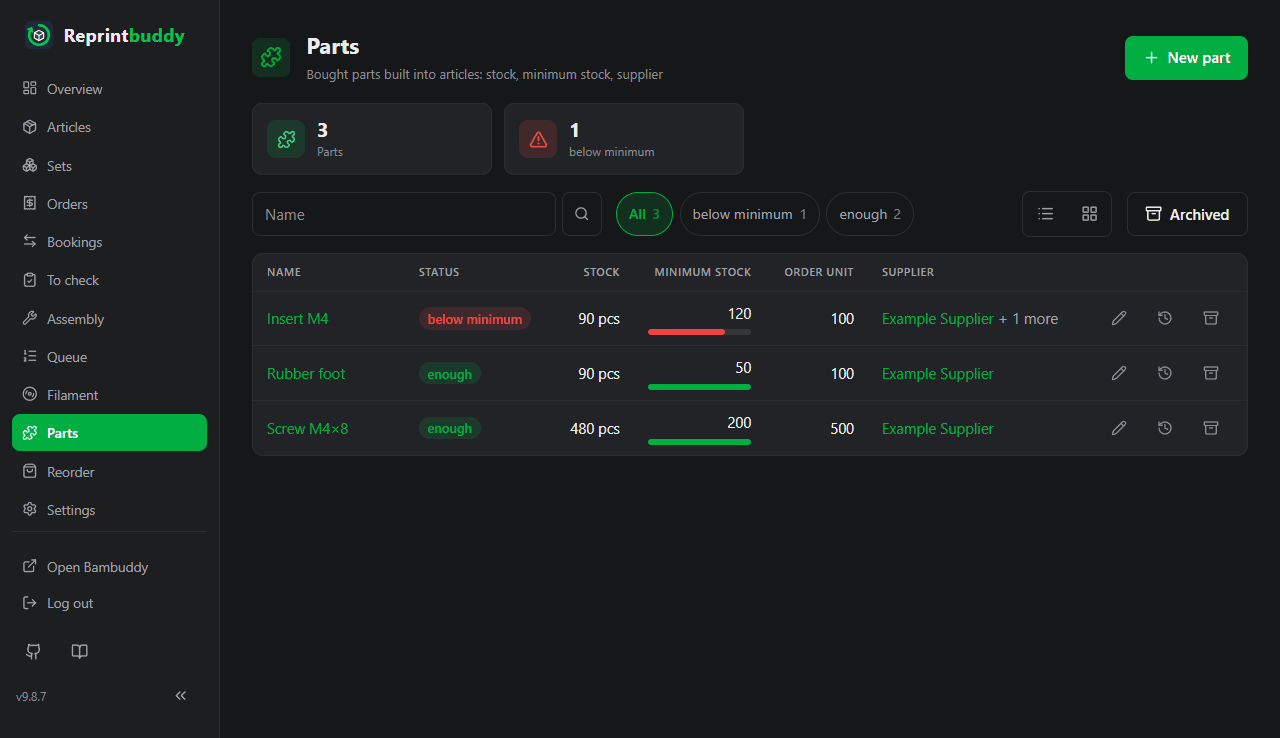 Reprintbuddy
Overview
Articles
Sets
Orders
Bookings
To check
Assembly
Queue
Filament
Parts
Reorder
Settings
Open Bambuddy
Log out
v9.8.7
Parts
Bought parts built into articles: stock, minimum stock, supplier
New part
3
Parts
1
below minimum
Name
All 3
below minimum 1
enough 2
Archived
NAME STATUS STOCK MINIMUM STOCK ORDER UNIT SUPPLIER
Insert M4 below minimum 90 pcs 120 100 Example Supplier + 1 more
Rubber foot enough 90 pcs 50 100 Example Supplier
Screw M4×8 enough 480 pcs 200 500 Example Supplier